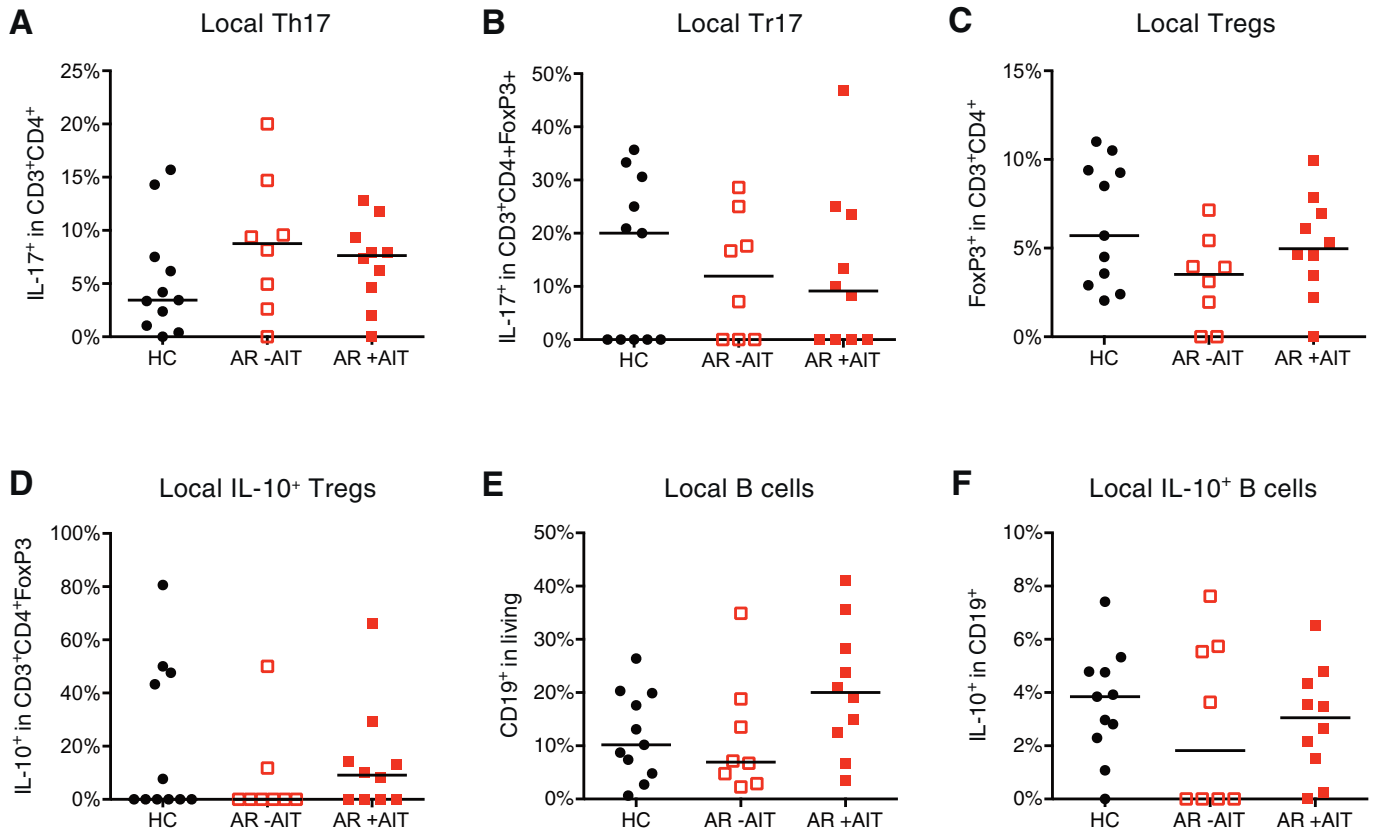 A
Local Th17
IL-17⁺ in CD3⁺CD4⁺
25%
20%
15%
10%
5%
0%
HC
AR -AIT
AR +AIT
B
Local Tr17
IL-17⁺ in CD3⁺CD4+FoxP3+
50%
40%
30%
20%
10%
0%
HC
AR -AIT
AR +AIT
C
Local Tregs
FoxP3⁺ in CD3⁺CD4⁺
15%
10%
5%
0%
HC
AR -AIT
AR +AIT
D
Local IL-10⁺ Tregs
IL-10⁺ in CD3⁺CD4⁺FoxP3
100%
80%
60%
40%
20%
0%
HC
AR -AIT
AR +AIT
E
Local B cells
CD19⁺ in living
50%
40%
30%
20%
10%
0%
HC
AR -AIT
AR +AIT
F
Local IL-10⁺ B cells
IL-10⁺ in CD19⁺
10%
8%
6%
4%
2%
0%
HC
AR -AIT
AR +AIT